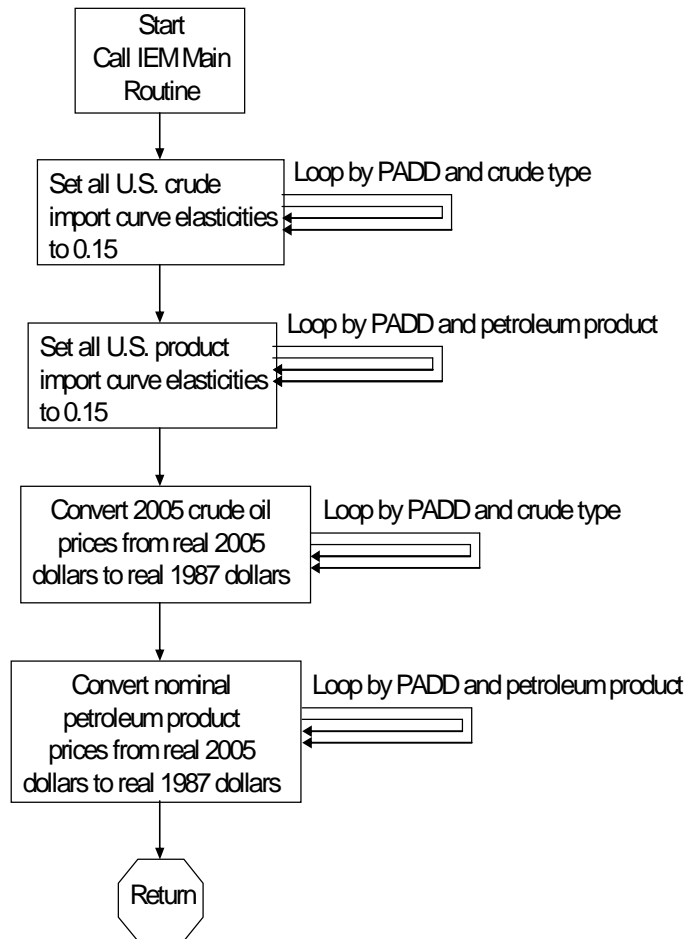 Start
Call IEM Main
Routine
Loop by PADD and crude type
Set all U.S. crude
import curve elasticities
to 0.15
Loop by PADD and petroleum product
Set all U.S. product
import curve elasticities
to 0.15
Convert 2005 crude oil
prices from real 2005
dollars to real 1987 dollars
Loop by PADD and crude type
Convert nominal
petroleum product
prices from real 2005
dollars to real 1987 dollars
Loop by PADD and petroleum product
Return